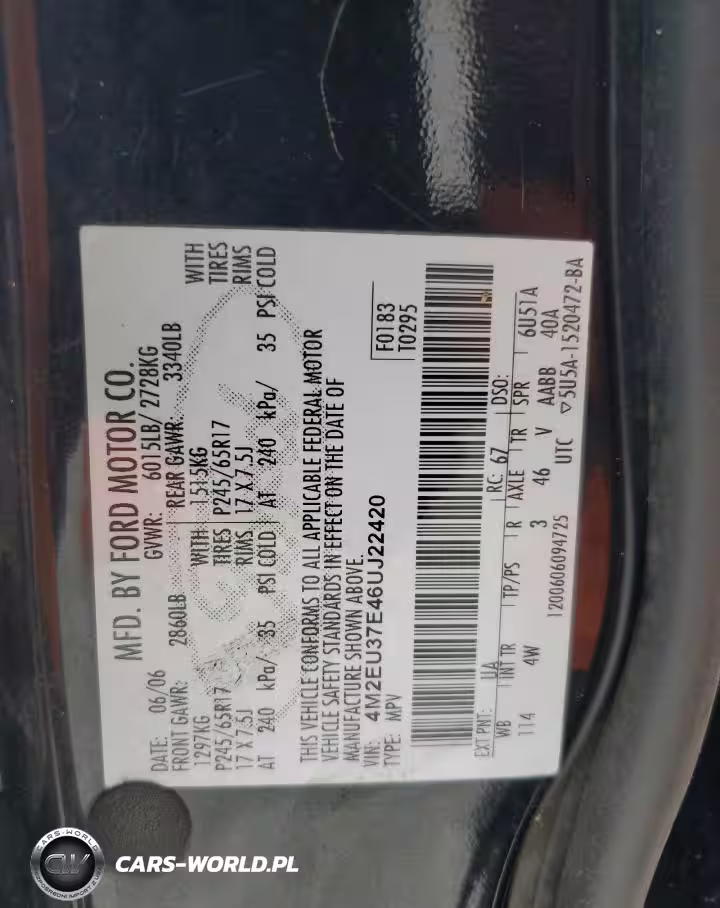 MFD. BY FORD MOTOR CO.
DATE: 06/06 GVWR: 6015LB/ 2728KG
FRONT GAWR: 2860LB REAR GAWR: 3340LB
1297KG WITH 1515KG WITH
P245/65R17 TIRES P245/65R17 TIRES
17 X 7.5J RIMS 17 X 7.5J RIMS
AT 240 kPa/ 35 PSI COLD AT 240 kPa/ 35 PSI COLD
THIS VEHICLE CONFORMS TO ALL APPLICABLE FEDERAL MOTOR
VEHICLE SAFETY STANDARDS IN EFFECT ON THE DATE OF
MANUFACTURE SHOWN ABOVE.
VIN: 4M2EU37E46UJ22420
TYPE: MPV
F0183
T0295
EXT PNT: UA RC: 67 DSO:
WB INT TR TP/PS R AXLE TR SPR 6U51A
114 4W 3 46 V AABB 40A
1200606094725 UTC ▽5U5A-1520472-BA
CARS-WORLD
CW
CARS-WORLD.PL